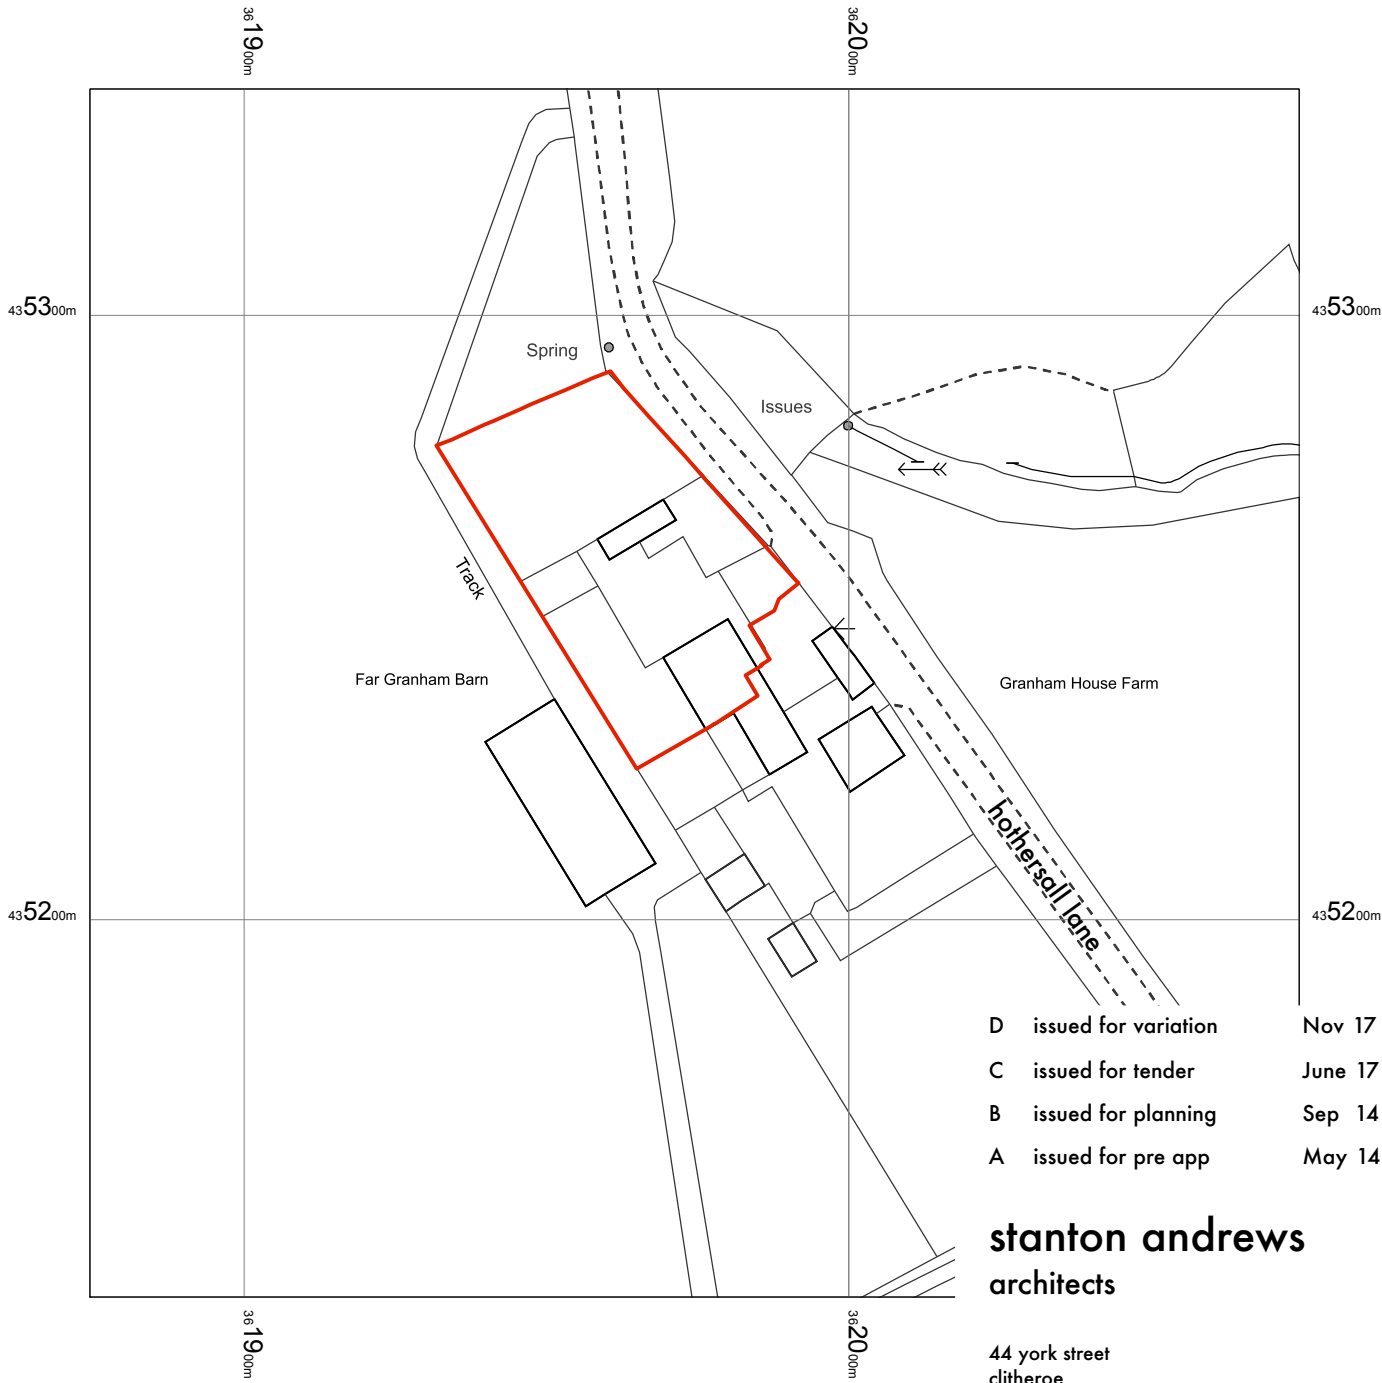 3619 00m
3620 00m
4353 00m
4353 00m
Spring
Issues
Track
Far Granham Barn
Granham House Farm
hothersall lane
4352 00m
4352 00m
D issued for variation Nov 17
C issued for tender June 17
B issued for planning Sep 14
A issued for pre app May 14
stanton andrews
architects
3619 00m
3620 00m
44 york street
clitheroe